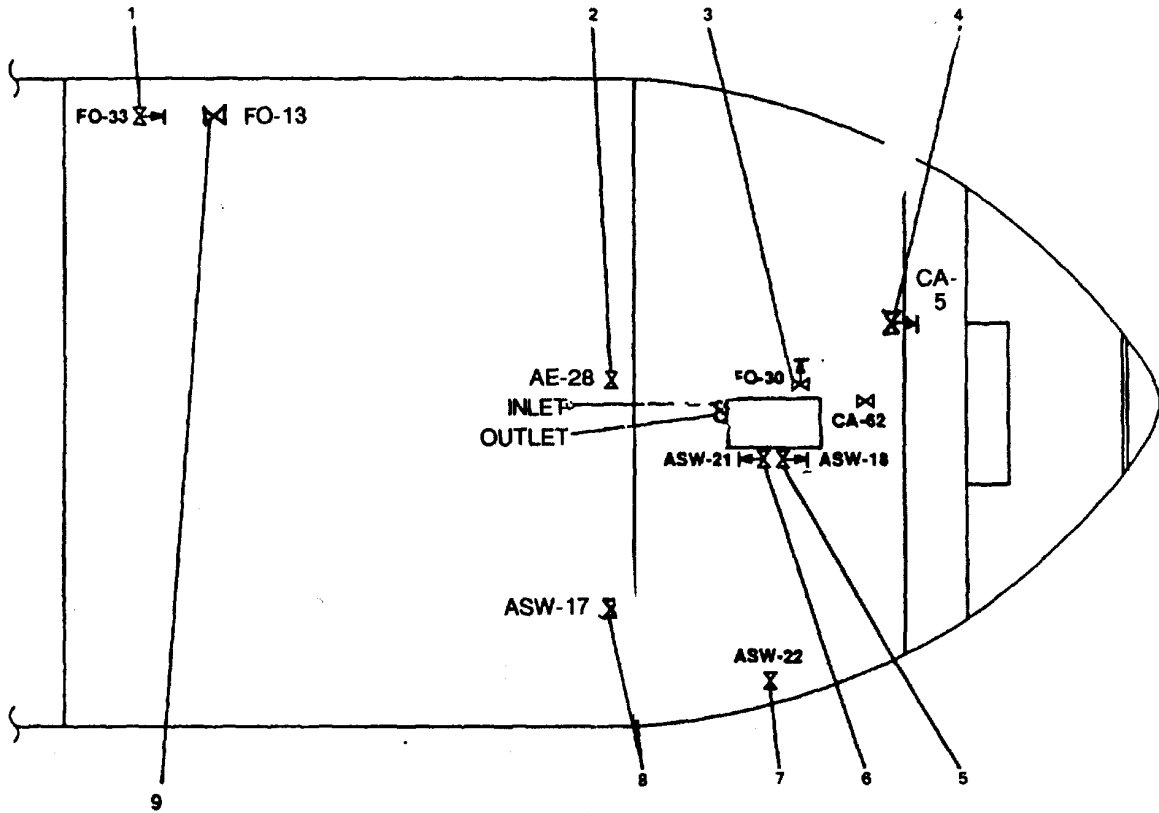 1
2
3
4
FO-33
FO-13
CA-
5
AE-28
FO-30
INLET
CA-62
OUTLET
ASW-21
ASW-18
ASW-17
ASW-22
9
8
7
6
5